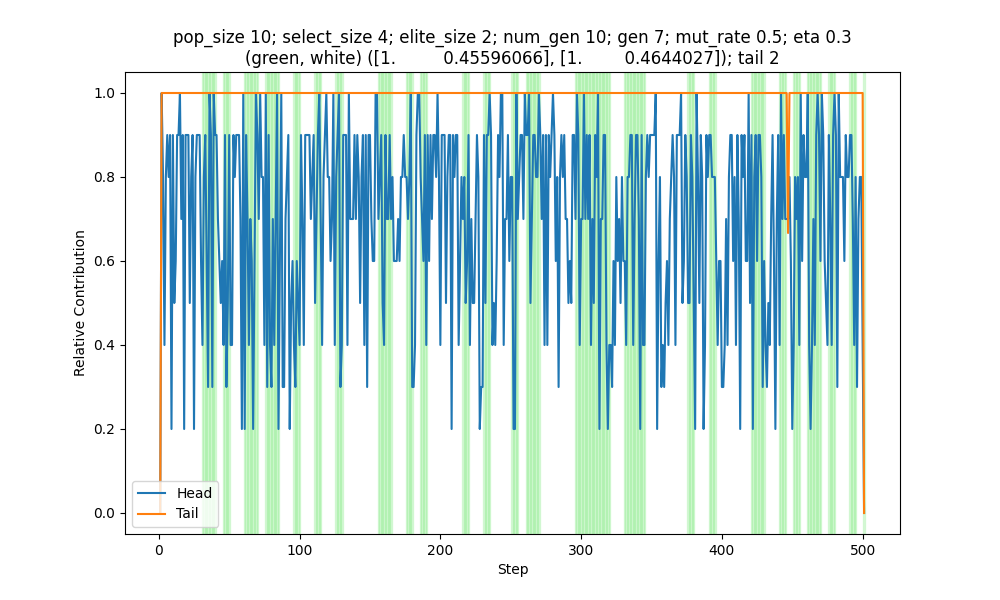 pop_size 10; select_size 4; elite_size 2; num_gen 10; gen 7; mut_rate 0.5; eta 0.3
(green, white) ([1.          0.45596066], [1.         0.4644027]); tail 2
1.0
0.8
0.6
0.4
0.2
0.0
Relative Contribution
Head
Tail
0
100
200
300
400
500
Step